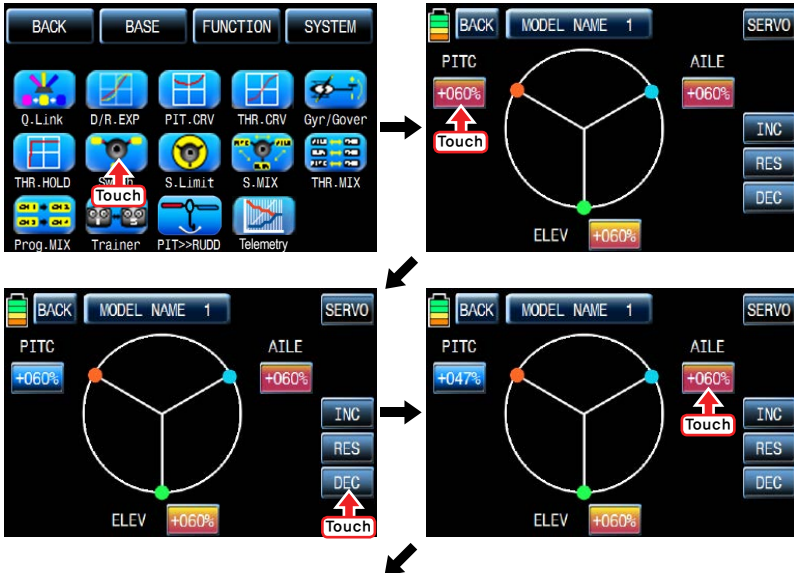 BACK BASE FUNCTION SYSTEM
Q.Link D/R.EXP PIT.CRV THR.CRV Gyr/Gover
THR.HOLD S.Limit S.MIX THR.MIX
Touch
Prog.MIX Trainer PIT>>RUDD Telemetry
BACK MODEL NAME 1 SERVO
PITC AILE
+060% +060%
Touch
INC
RES
DEC
ELEV +060%
BACK MODEL NAME 1 SERVO
PITC AILE
+060% +060%
INC
RES
DEC
Touch
ELEV +060%
BACK MODEL NAME 1 SERVO
PITC AILE
+047% +060%
Touch
INC
RES
DEC
ELEV +060%